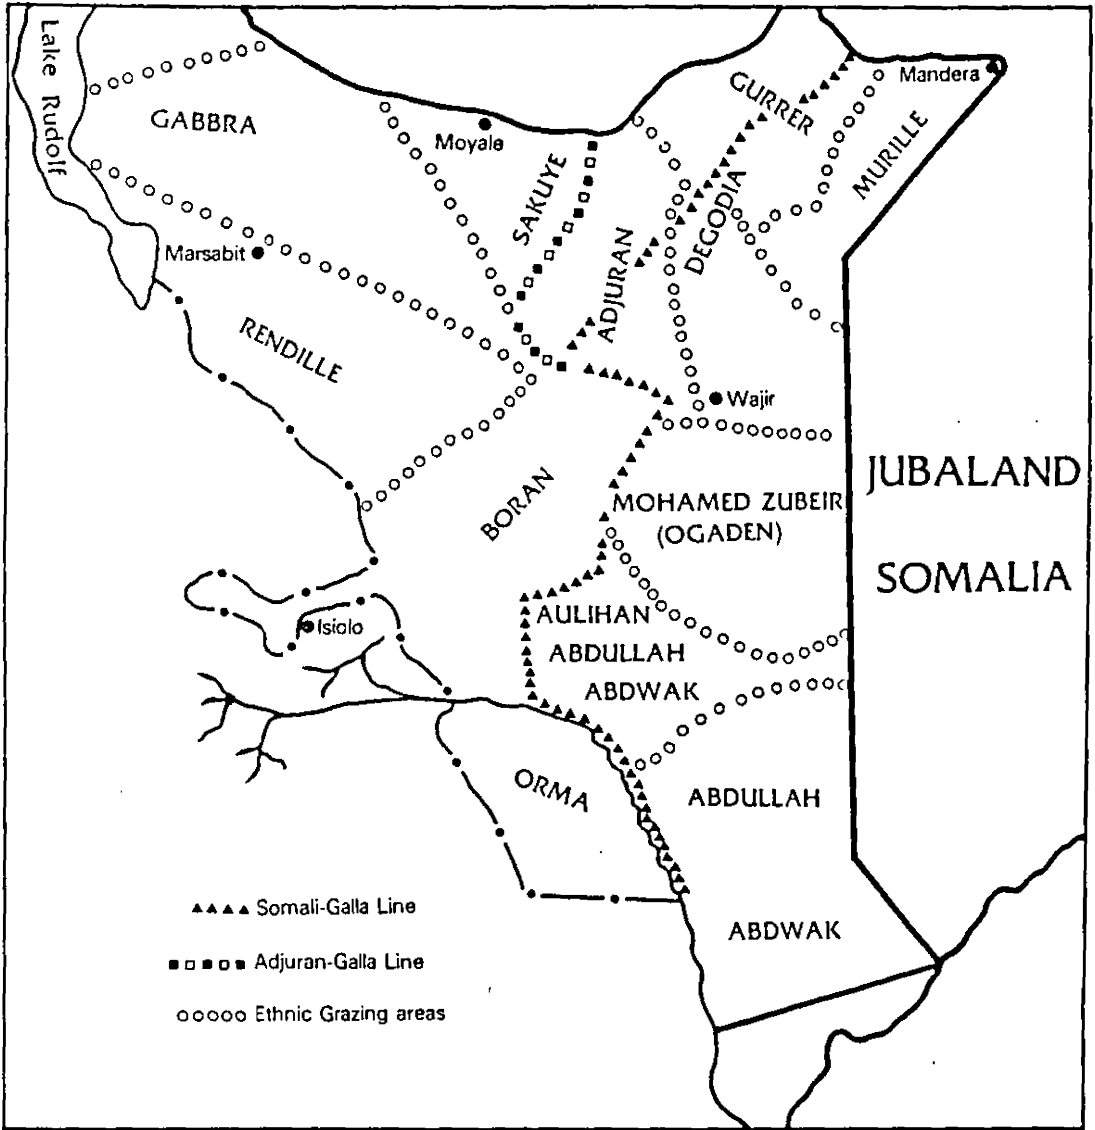 Lake Rudolf
GABBRA
Moyale
GURRER
Mandera
MURILLE
SAKUYE
DEGODIA
ADJURAN
Marsabit
RENDILLE
Wajir
BORAN
MOHAMED ZUBEIR
(OGADEN)
JUBALAND
SOMALIA
AULIHAN
ABDULLAH
ABDWAK
Isiolo
ORMA
ABDULLAH
ABDWAK
Somali-Galla Line
Adjuran-Galla Line
Ethnic Grazing areas